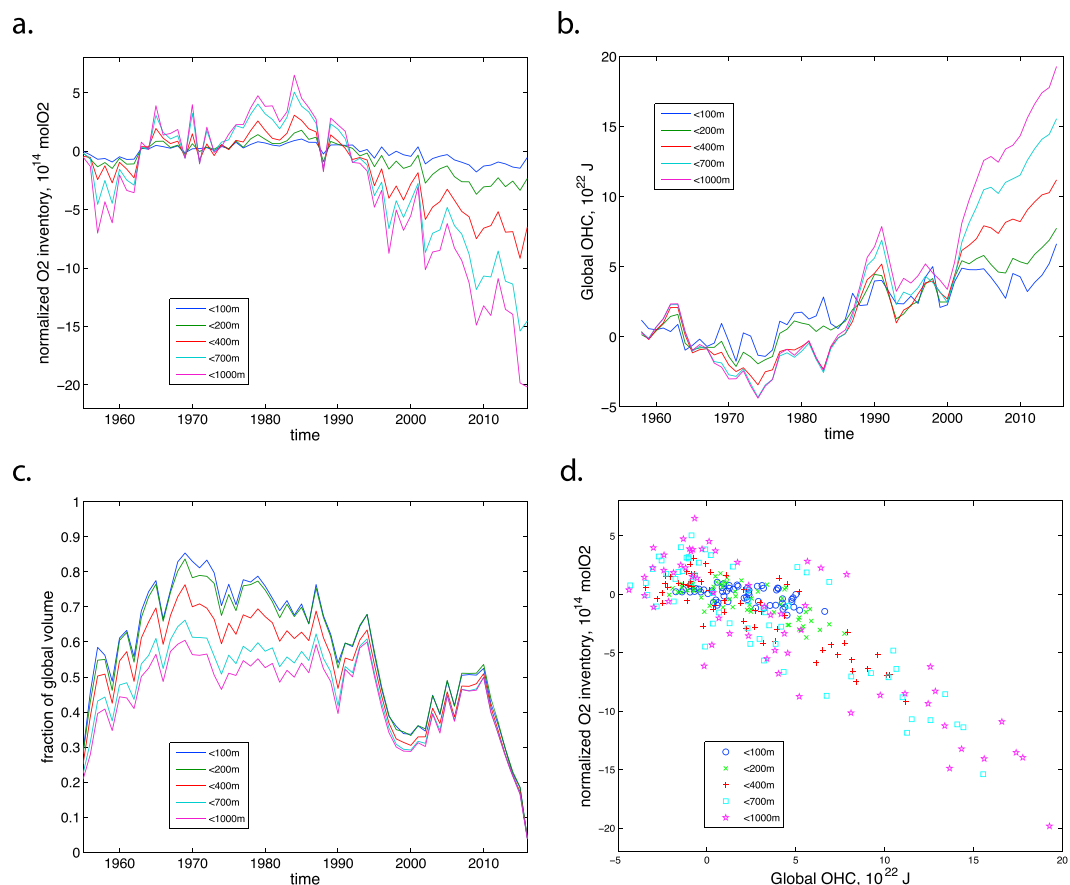 a.
normalized O2 inventory, 10^14 molO2
5
0
−5
−10
−15
−20
1960
1970
1980
1990
2000
2010
time
<100m
<200m
<400m
<700m
<1000m
b.
Global OHC, 10^22 J
20
15
10
5
0
−5
1960
1970
1980
1990
2000
2010
time
<100m
<200m
<400m
<700m
<1000m
c.
fraction of global volume
1
0.9
0.8
0.7
0.6
0.5
0.4
0.3
0.2
0.1
0
1960
1970
1980
1990
2000
2010
time
<100m
<200m
<400m
<700m
<1000m
d.
normalized O2 inventory, 10^14 molO2
5
0
−5
−10
−15
−20
−5
0
5
10
15
20
Global OHC, 10^22 J
<100m
<200m
<400m
<700m
<1000m